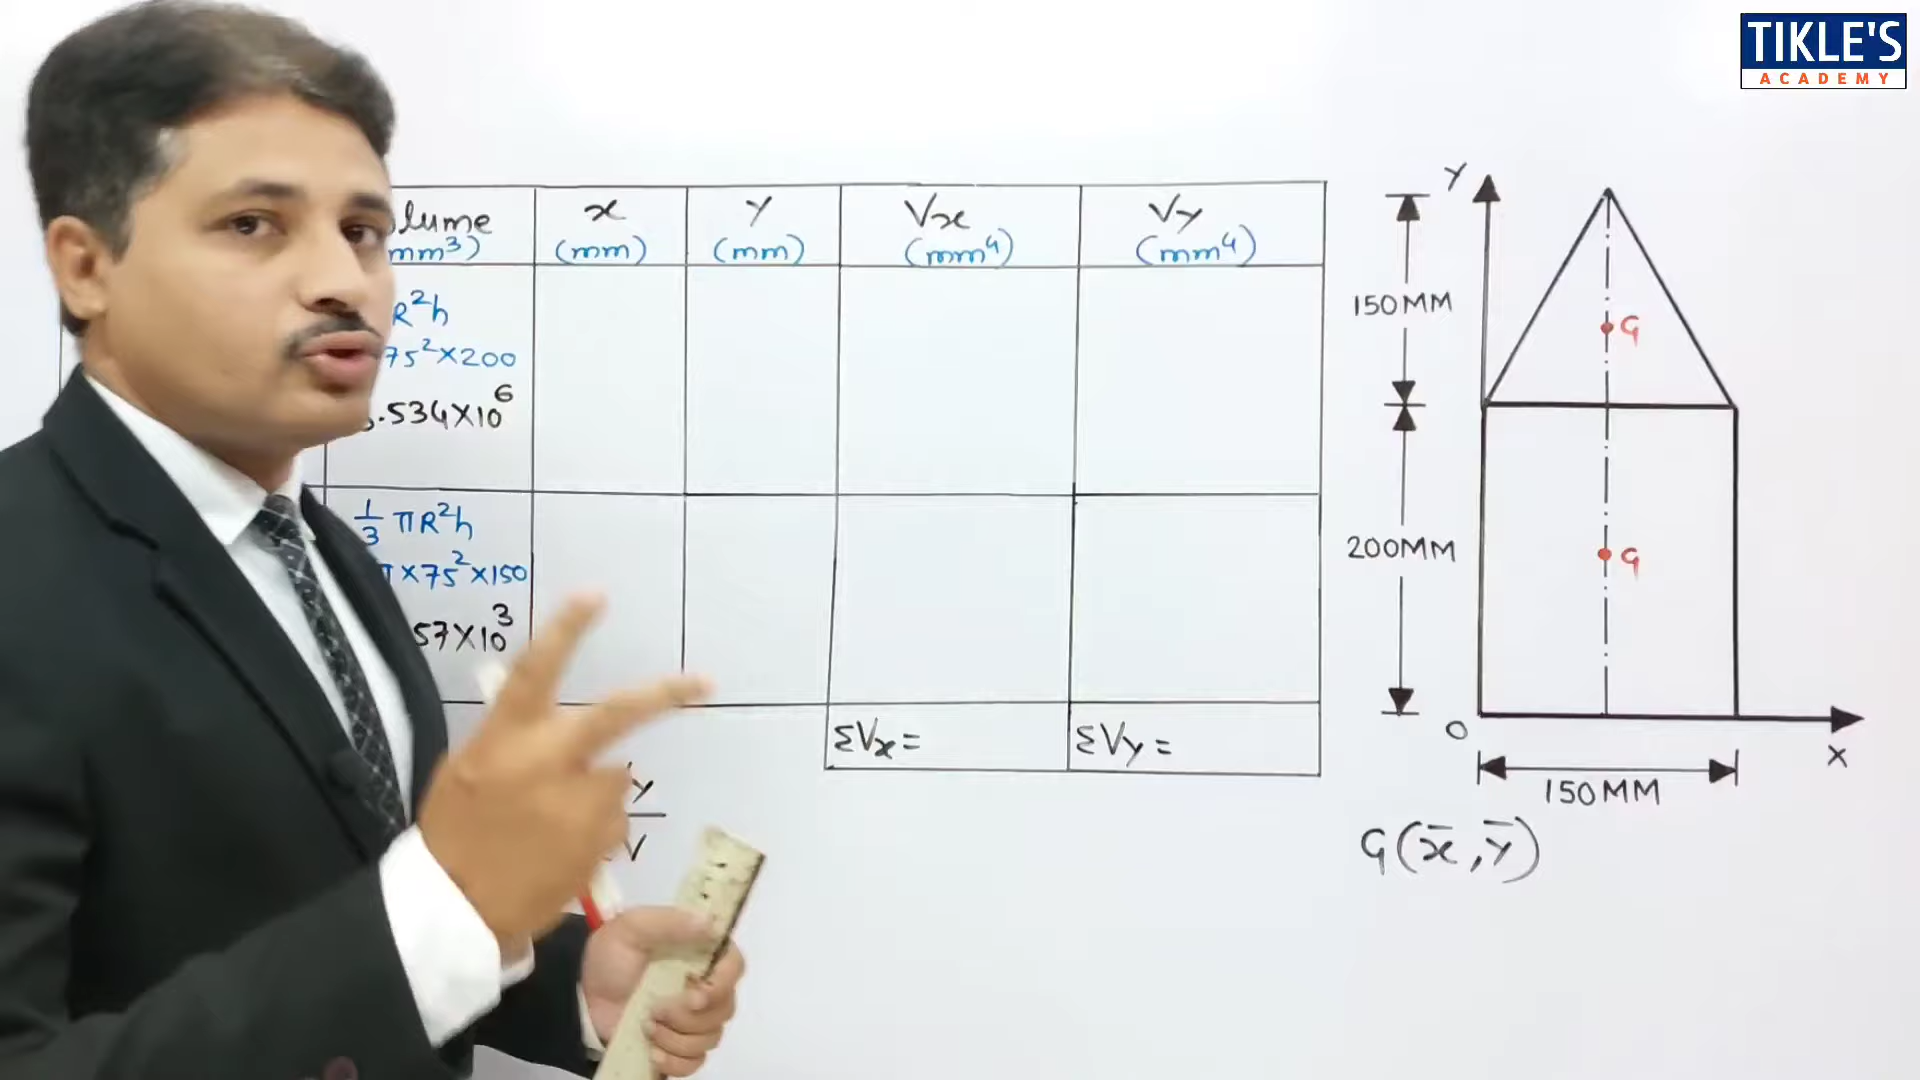 TIKLE'S
ACADEMY
lume x y Vx Vy
mm³) (mm) (mm) (mm⁴) (mm⁴)
R²h
75²×200
.534×10⁶
1/3 πR²h
×75²×150
57×10³
ΣVx= ΣVy=
y
V
Y
150MM
G
200MM
G
O
X
150MM
G(x̄,ȳ)